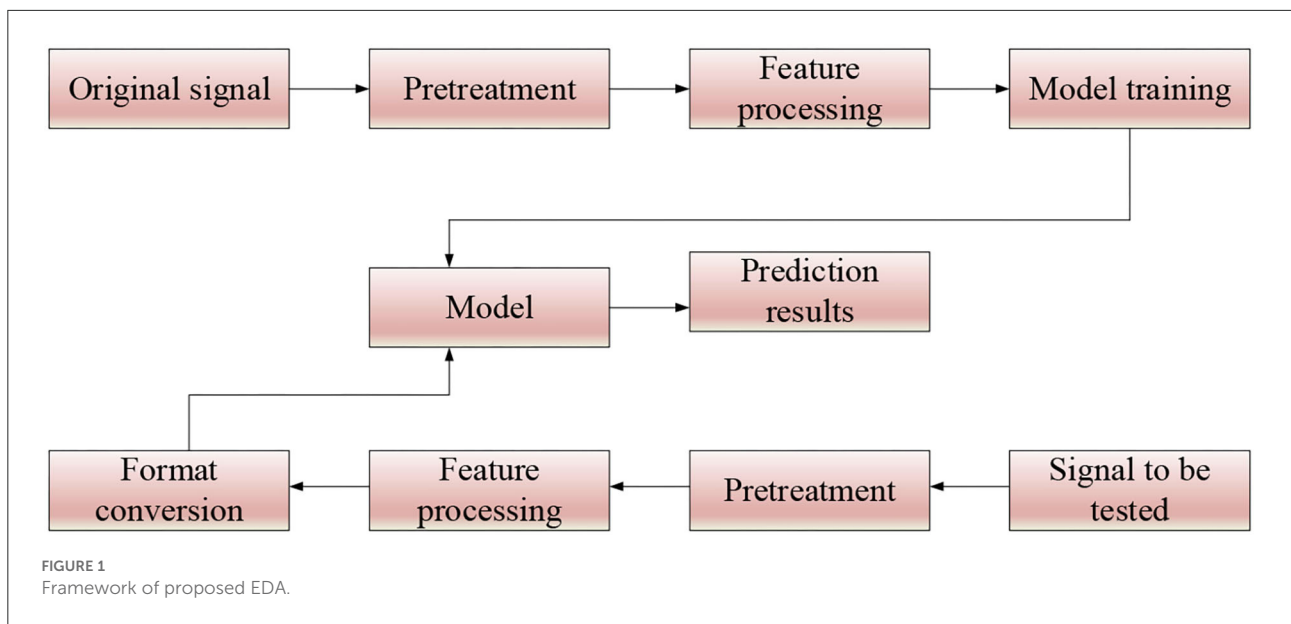 Original signal
Pretreatment
Feature
processing
Model training
Model
Prediction
results
Format
conversion
Feature
processing
Pretreatment
Signal to be
tested
FIGURE 1
Framework of proposed EDA.